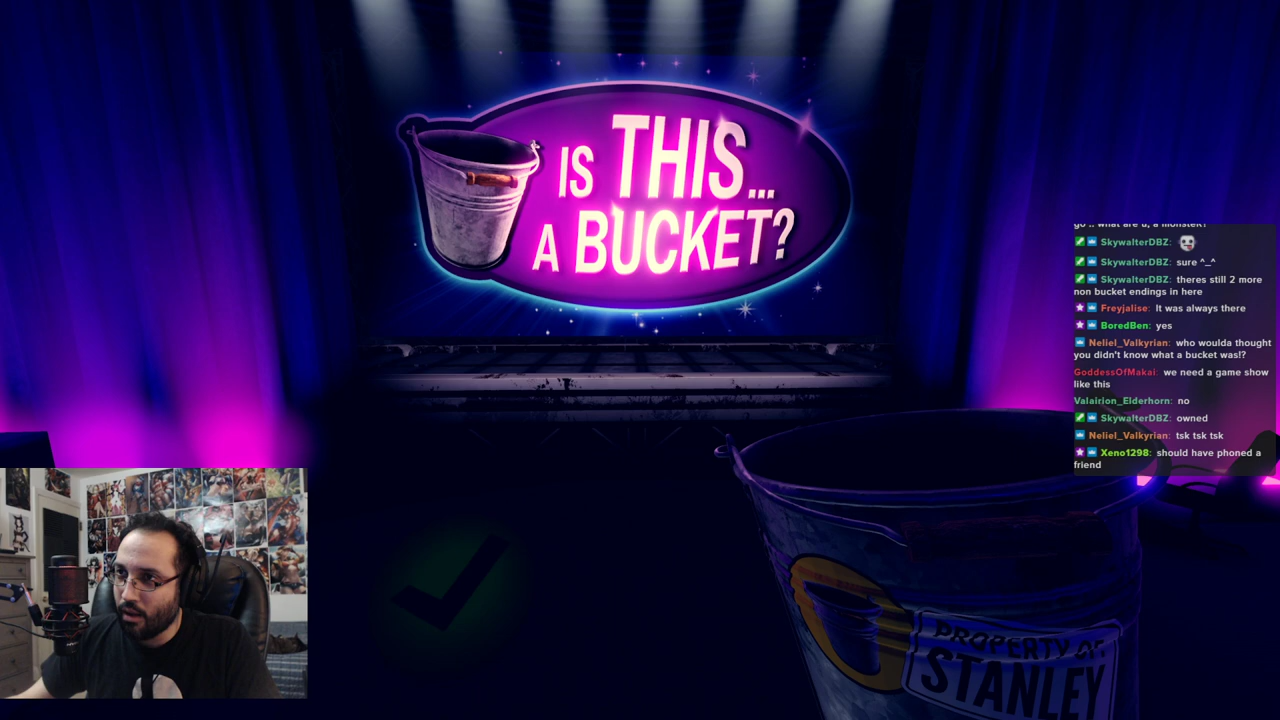 IS THIS...
A BUCKET?
SkywalterDBZ:
SkywalterDBZ: sure ^_^
SkywalterDBZ: theres still 2 more
non bucket endings in here
Freyjalise: It was always there
BoredBen: yes
Neliel_Valkyrian: who woulda thought
you didn't know what a bucket was!?
GoddessOfMakai: we need a game show
like this
Valairion_Elderhorn: no
SkywalterDBZ: owned
Neliel_Valkyrian: tsk tsk tsk
Xeno1298: should have phoned a
friend
PROPERTY OF
STANLEY